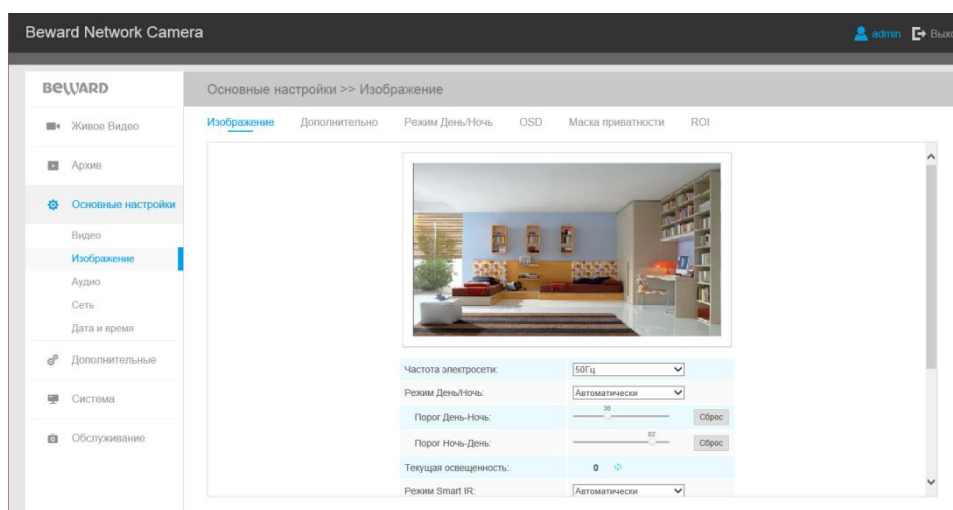 Beward Network Camera
admin
BEWARD
Основные настройки >> Изображение
Живое Видео
Архив
Основные настройки
Видео
Изображение
Аудио
Сеть
Дата и время
Дополнительные
Система
Обслуживание
Изображение Дополнительно Режим День/Ночь OSD Маска приватности ROI
Частота электросети: 50Гц
Режим День/Ночь: Автоматически
Порог День-Ночь: 38 Сброс
Порог Ночь-День: 82 Сброс
Текущая освещенность: 0
Режим Smart IR: Автоматически